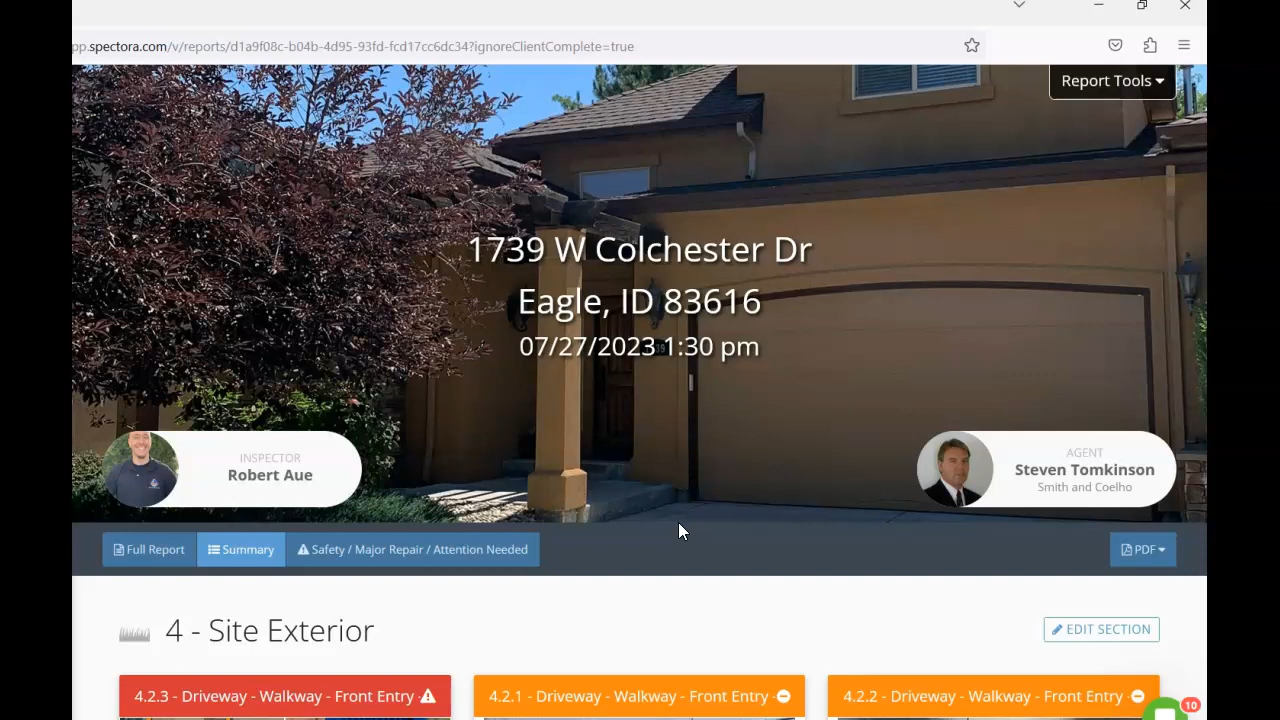 pp.spectora.com/v/reports/d1a9f08c-b04b-4d95-93fd-fcd17cc6dc34?ignoreClientComplete=true
Report Tools
1739 W Colchester Dr
Eagle, ID 83616
07/27/2023 1:30 pm
INSPECTOR
Robert Aue
AGENT
Steven Tomkinson
Smith and Coelho
Full Report
Summary
Safety / Major Repair / Attention Needed
PDF
4 - Site Exterior
EDIT SECTION
4.2.3 - Driveway - Walkway - Front Entry -
4.2.1 - Driveway - Walkway - Front Entry -
4.2.2 - Driveway - Walkway - Front Entry -
10